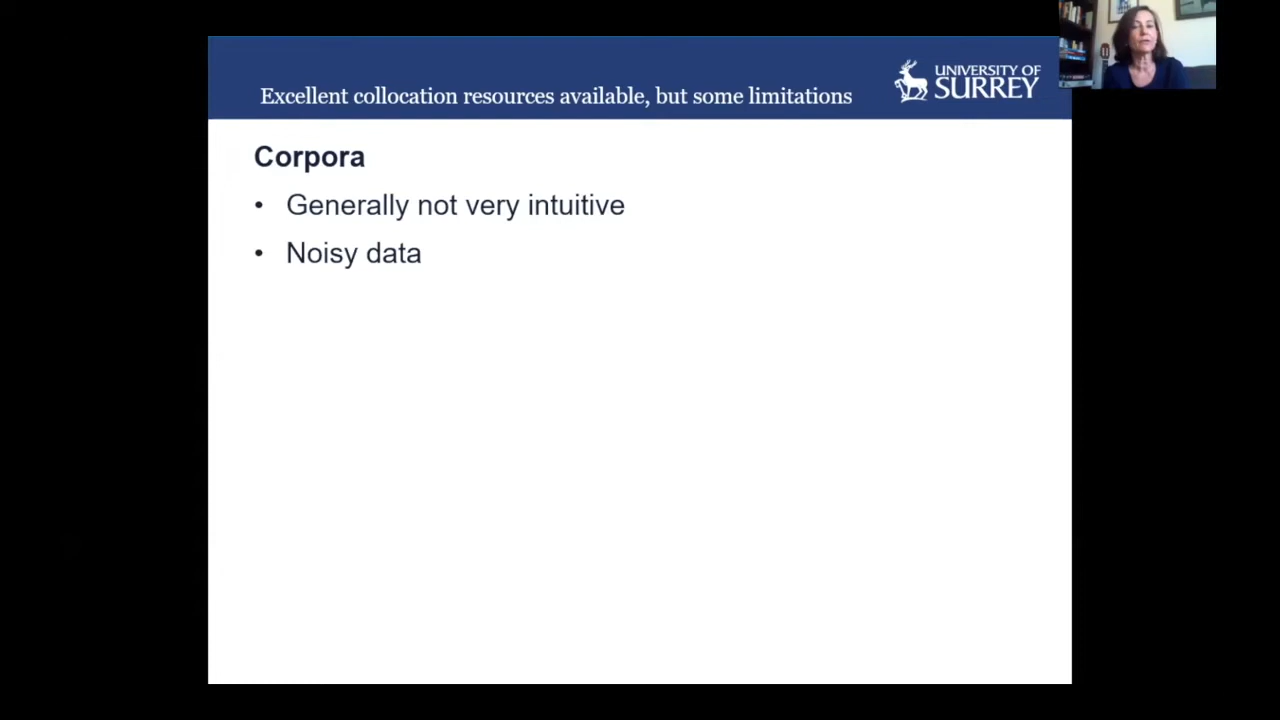 Excellent collocation resources available, but some limitations
UNIVERSITY OF
SURREY
Corpora
• Generally not very intuitive
• Noisy data